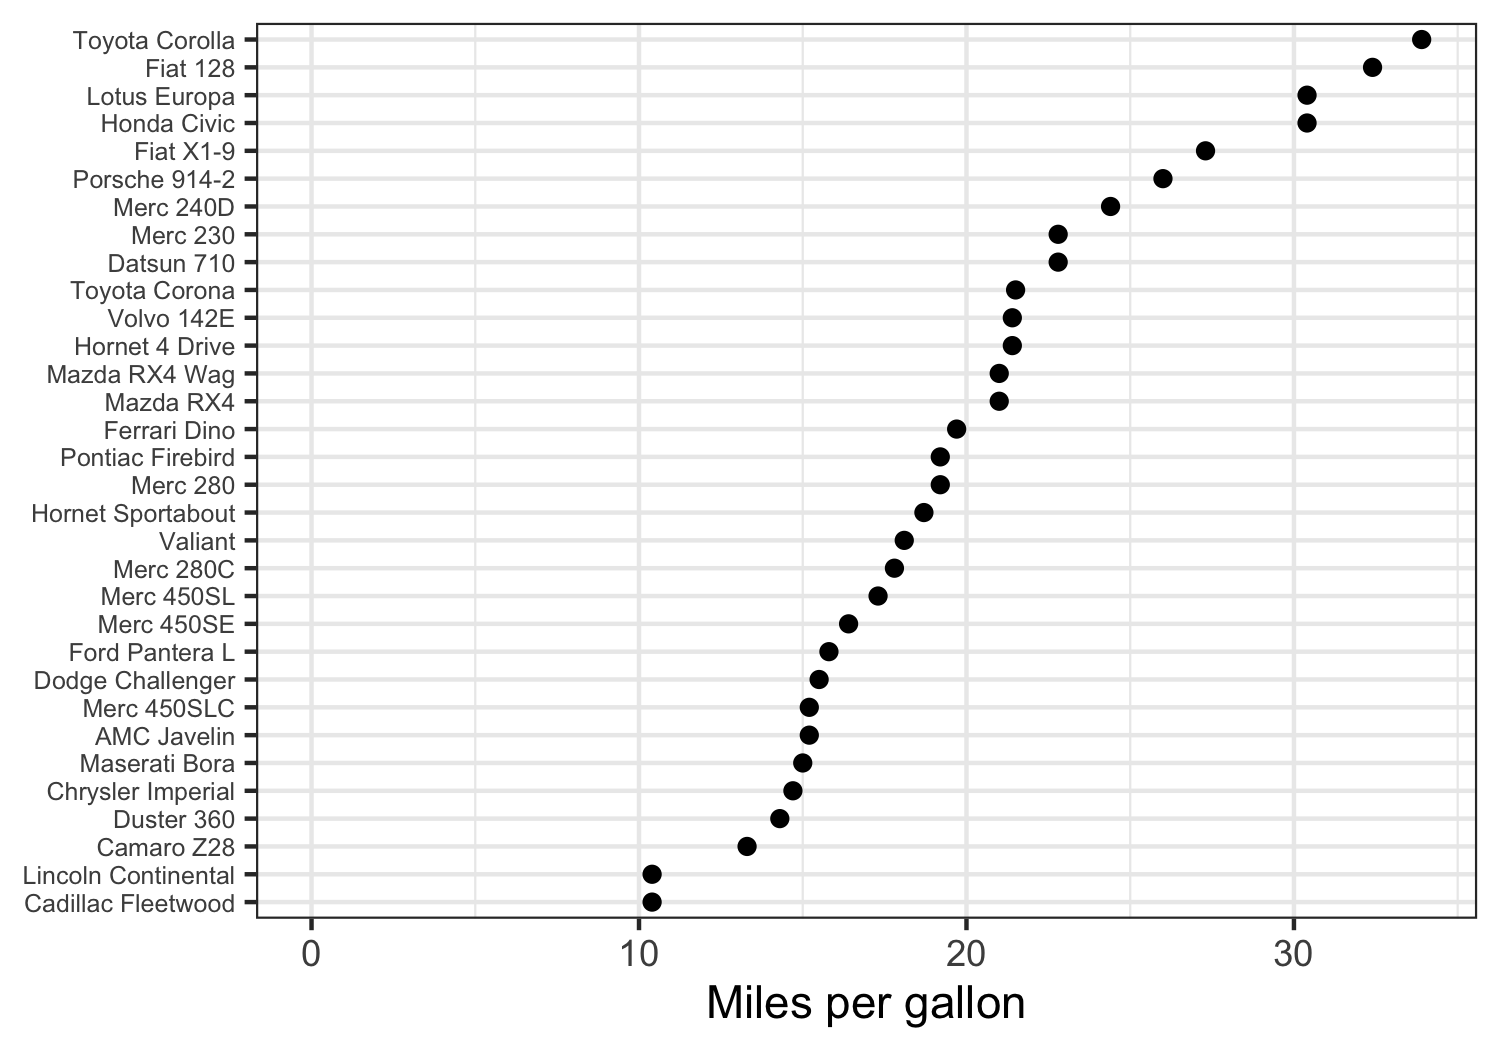 Toyota Corolla
Fiat 128
Lotus Europa
Honda Civic
Fiat X1-9
Porsche 914-2
Merc 240D
Merc 230
Datsun 710
Toyota Corona
Volvo 142E
Hornet 4 Drive
Mazda RX4 Wag
Mazda RX4
Ferrari Dino
Pontiac Firebird
Merc 280
Hornet Sportabout
Valiant
Merc 280C
Merc 450SL
Merc 450SE
Ford Pantera L
Dodge Challenger
Merc 450SLC
AMC Javelin
Maserati Bora
Chrysler Imperial
Duster 360
Camaro Z28
Lincoln Continental
Cadillac Fleetwood
0 10 20 30
Miles per gallon